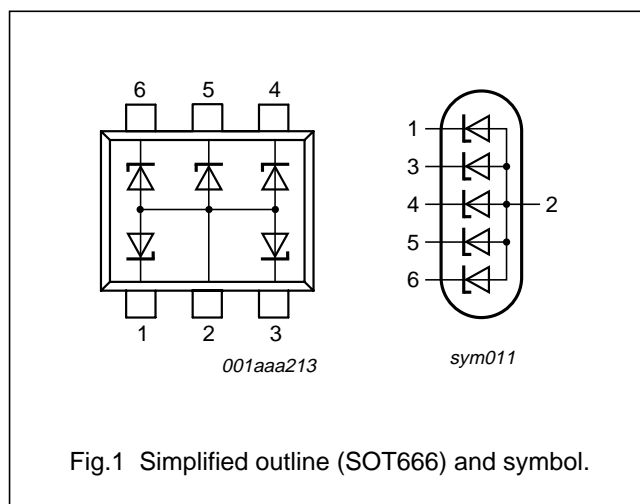 6 5 4
1 2 3
001aaa213
1
3
4 2
5
6
sym011
Fig.1 Simplified outline (SOT666) and symbol.